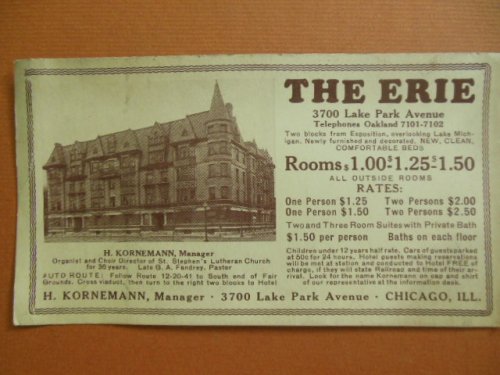 THE ERIE
3700 Lake Park Avenue
Telephones Oakland 7101-7102
Two blocks from Exposition, overlooking Lake Mich-
igan. Newly furnished and decorated. NEW, CLEAN,
COMFORTABLE BEDS
Rooms $1.00 $1.25 $1.50
ALL OUTSIDE ROOMS
RATES:
One Person $1.25 Two Persons $2.00
One Person $1.50 Two Persons $2.50
Two and Three Room Suites with Private Bath
$1.50 per person Baths on each floor
Children under 12 years half rate. Cars of guests parked
at 50c for 24 hours. Hotel guests making reservations
will be met at station and conducted to Hotel FREE of
charge, if they will state Railroad and time of their ar-
rival. Look for the name Kornemann on cap and shirt
of our representative at the information desk.
H. KORNEMANN, Manager
Organist and Choir Director of St. Stephen's Lutheran Church
for 36 years. Late G. A. Fandrey, Pastor
AUTO ROUTE: Follow Route 12-20-41 to South end of Fair
Grounds. Cross viaduct, then turn to the right two blocks to Hotel
H. KORNEMANN, Manager · 3700 Lake Park Avenue · CHICAGO, ILL.